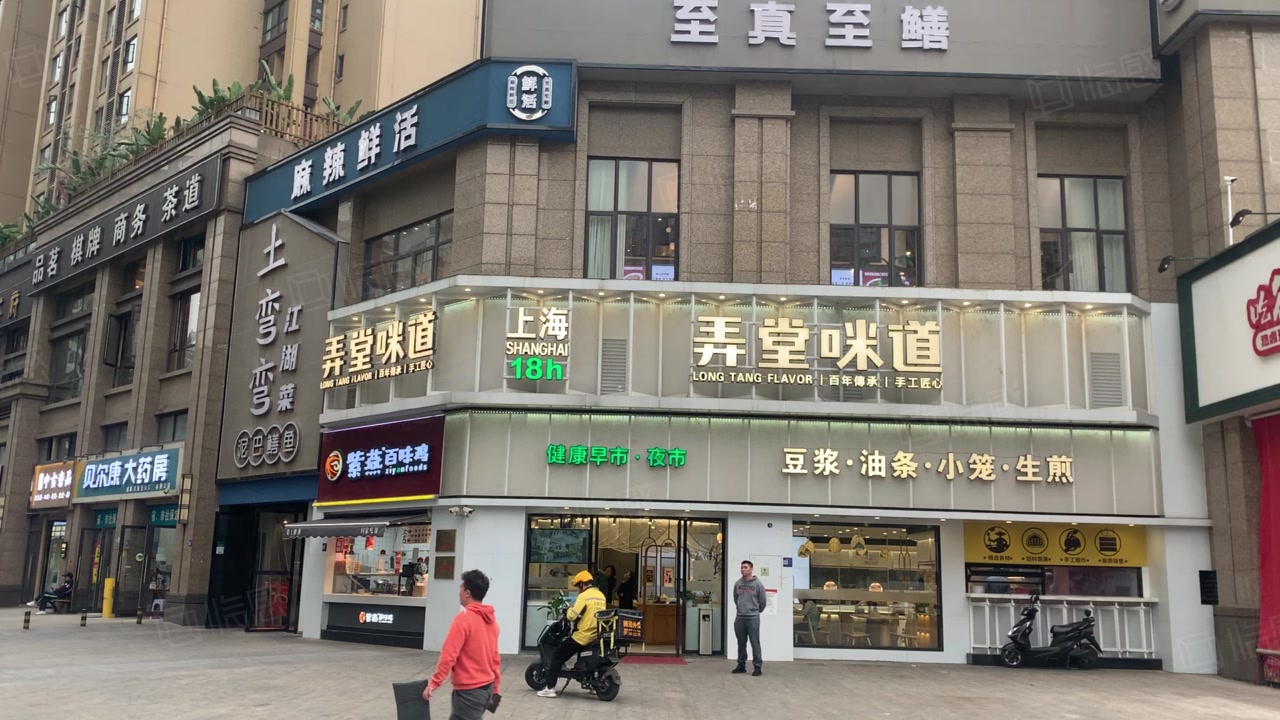 至真至鳝
鲜活
麻辣鲜活
品茗 棋牌 商务 茶道
土弯弯
江湖菜
泥巴鳝鱼
弄堂咪道
LONG TANG FLAVOR | 百年傳承 | 手工匠心
上海
SHANGHAI
18h
弄堂咪道
LONG TANG FLAVOR | 百年傳承 | 手工匠心
紫燕百味鸡
ziyanfoods
健康早市·夜市
豆浆·油条·小笼·生煎
贝尔康大药房